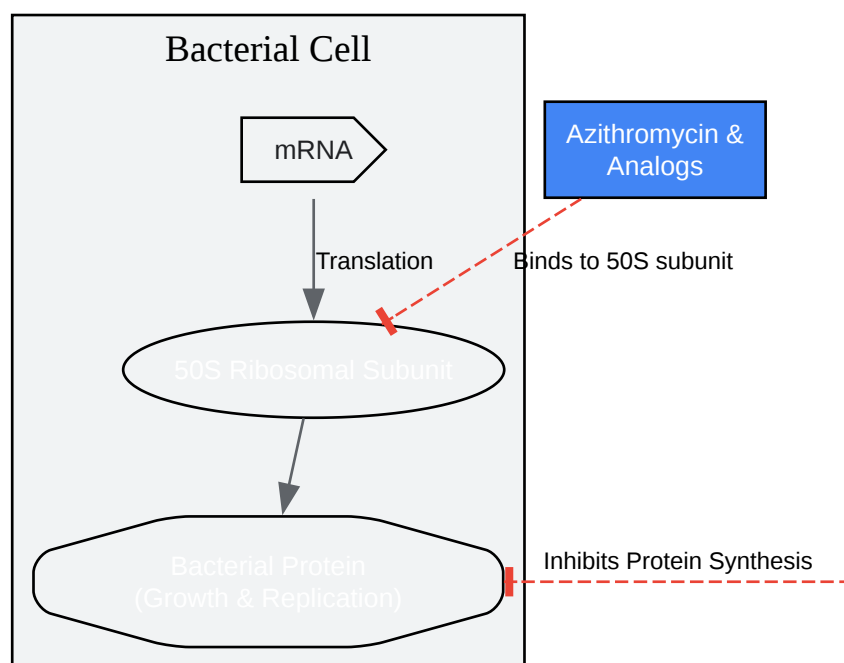 Bacterial Cell
mRNA
Azithromycin &
Analogs
Translation
Binds to 50S subunit
50S Ribosomal Subunit
Inhibits Protein Synthesis
Bacterial Protein
(Growth & Replication)